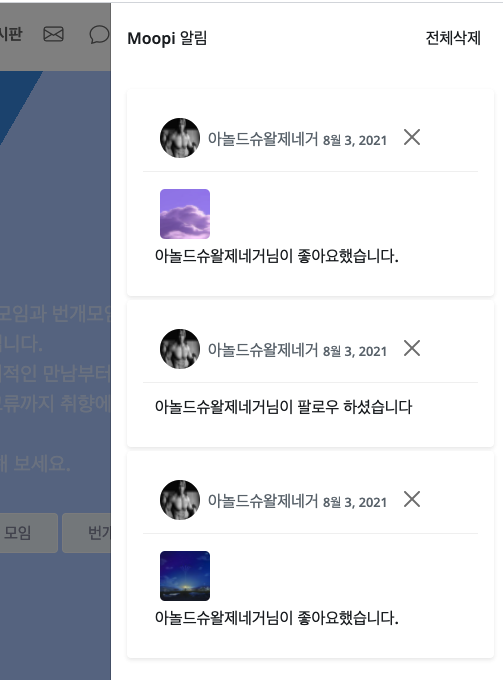 시판
Moopi 알림
전체삭제
아놀드슈왈제네거 8월 3, 2021
아놀드슈왈제네거님이 좋아요했습니다.
아놀드슈왈제네거 8월 3, 2021
아놀드슈왈제네거님이 팔로우 하셨습니다
아놀드슈왈제네거 8월 3, 2021
아놀드슈왈제네거님이 좋아요했습니다.
모임과 번개모임
니다.
적인 만남부터
류까지 취향에
보세요.
모임
번개